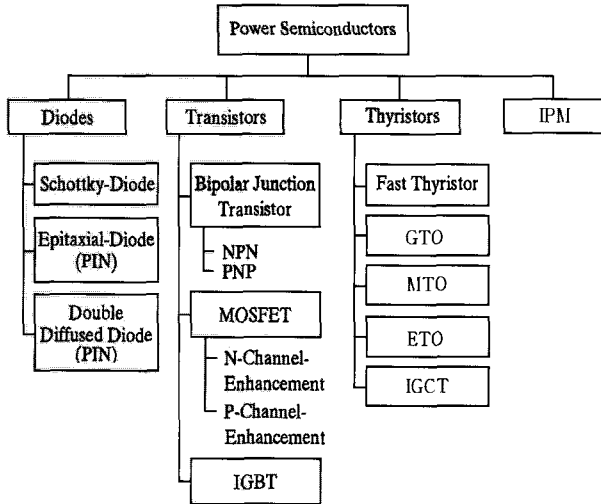 Power Semiconductors
Diodes
Transistors
Thyristors
IPM
Schottky-Diode
Epitaxial-Diode
(PIN)
Double
Diffused Diode
(PIN)
Bipolar Junction
Transistor
NPN
PNP
MOSFET
N-Channel-
Enhancement
P-Channel-
Enhancement
IGBT
Fast Thyristor
GTO
MTO
ETO
IGCT